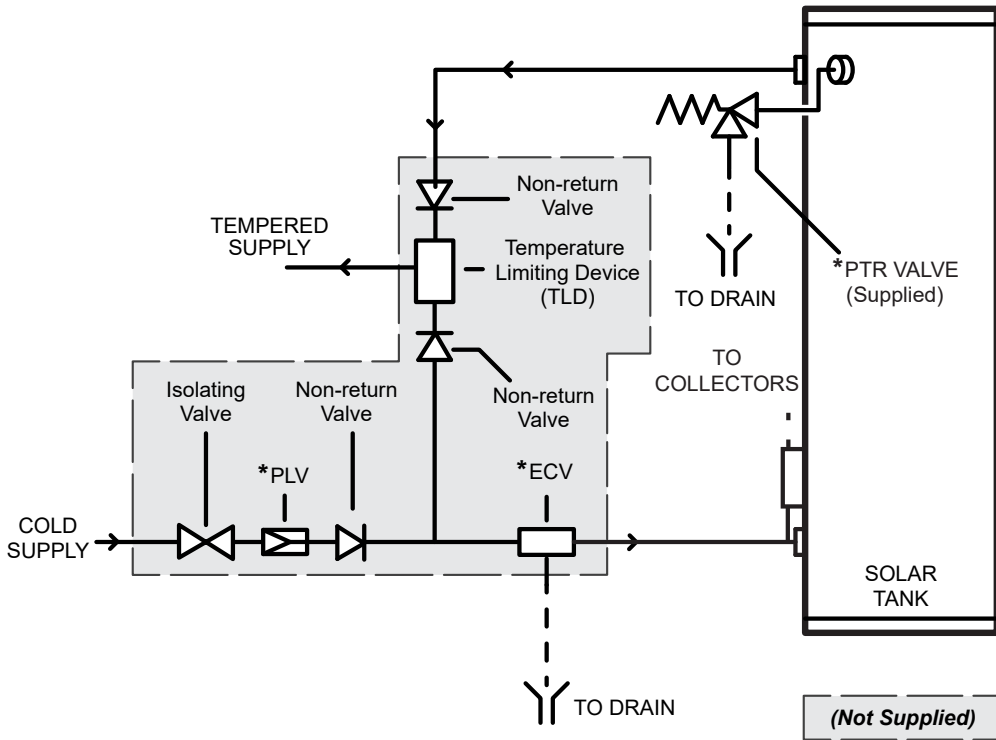 Non-return
Valve
TEMPERED
SUPPLY
Temperature
Limiting Device
(TLD)
*PTR VALVE
(Supplied)
TO DRAIN
TO
COLLECTORS
Isolating
Valve
Non-return
Valve
Non-return
Valve
*PLV
*ECV
COLD
SUPPLY
SOLAR
TANK
TO DRAIN
(Not Supplied)